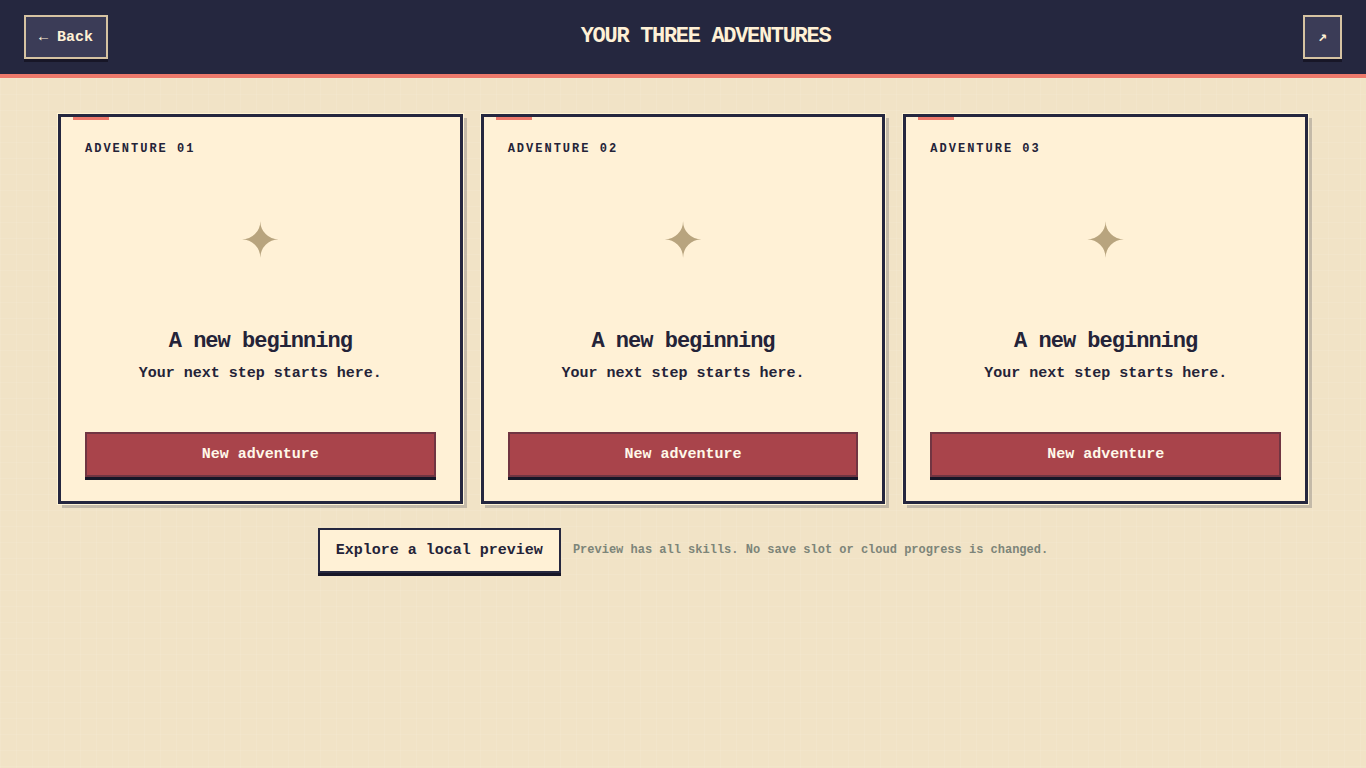 ← Back
YOUR THREE ADVENTURES
↗
ADVENTURE 01
A new beginning
Your next step starts here.
New adventure
ADVENTURE 02
A new beginning
Your next step starts here.
New adventure
ADVENTURE 03
A new beginning
Your next step starts here.
New adventure
Explore a local preview
Preview has all skills. No save slot or cloud progress is changed.